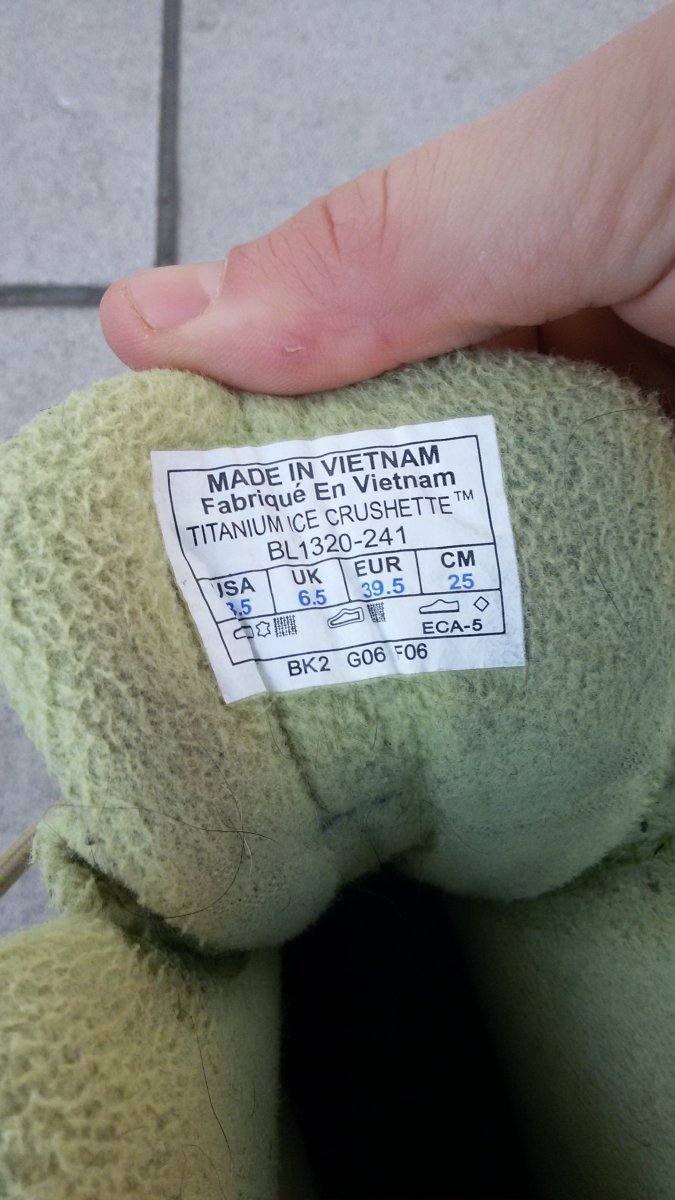 MADE IN VIETNAM
Fabriqué En Vietnam
TITANIUM ICE CRUSHETTE™
BL1320-241
USA UK EUR CM
6.5 39.5 25
ECA-5
BK2 G06 F06